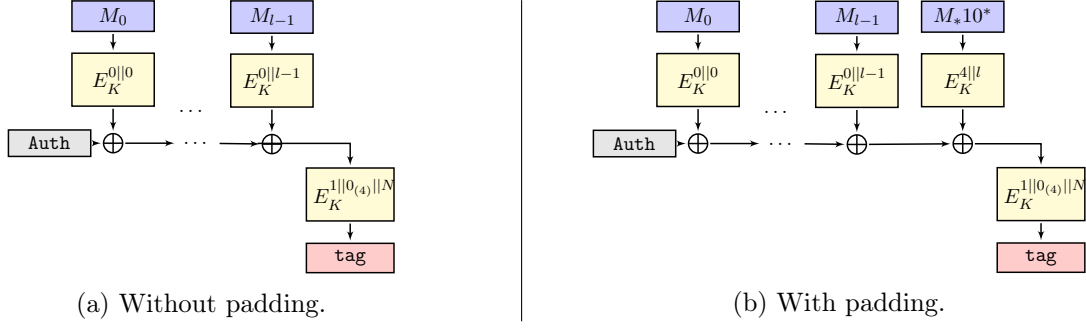 M_0 M_{l-1}
E_K^{0||0} E_K^{0||l-1}
. . .
Auth . . .
E_K^{1||0_{(4)}||N}
tag
(a) Without padding.
M_0 M_{l-1} M_*10^*
E_K^{0||0} E_K^{0||l-1} E_K^{4||l}
. . .
Auth . . .
E_K^{1||0_{(4)}||N}
tag
(b) With padding.